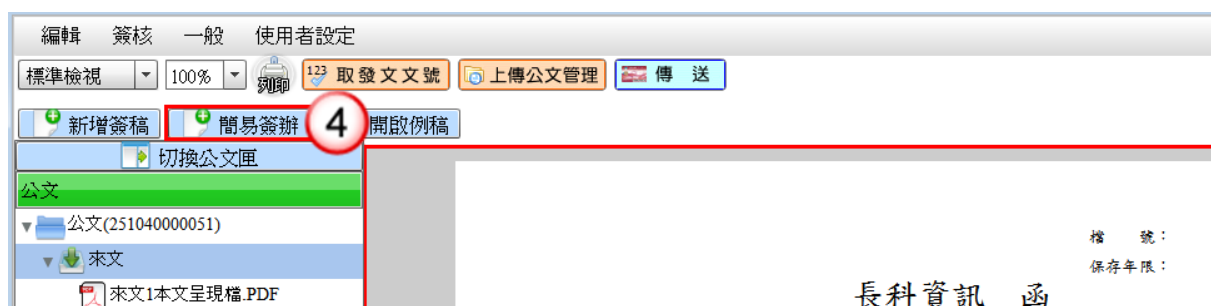 編輯 簽核 一般 使用者設定
標準檢視 100% 列印 123 取發文文號 上傳公文管理 傳 送
新增簽稿 簡易簽辦 4 開啟例稿
切換公文匣
公文
公文(251040000051)
來文
檔 號：
保存年限：
來文1本文呈現檔.PDF
長科資訊 函